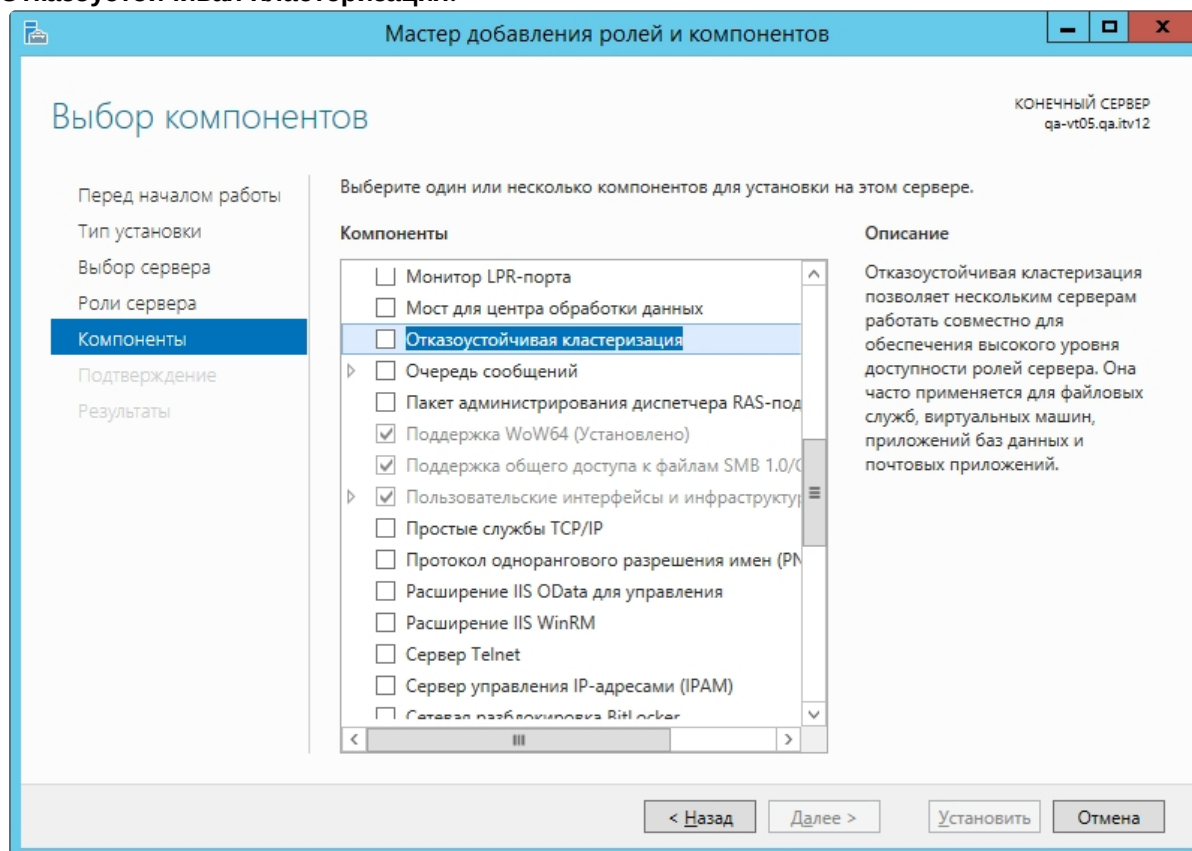 Отказоустойчивая кластеризация.
Мастер добавления ролей и компонентов
Выбор компонентов
КОНЕЧНЫЙ СЕРВЕР
qa-vt05.qa.itv12
Перед началом работы
Тип установки
Выбор сервера
Роли сервера
Компоненты
Подтверждение
Результаты
Выберите один или несколько компонентов для установки на этом сервере.
Компоненты
Монитор LPR-порта
Мост для центра обработки данных
Отказоустойчивая кластеризация
Очередь сообщений
Пакет администрирования диспетчера RAS-под
Поддержка WoW64 (Установлено)
Поддержка общего доступа к файлам SMB 1.0/C
Пользовательские интерфейсы и инфраструктур
Простые службы TCP/IP
Протокол однорангового разрешения имен (PN
Расширение IIS OData для управления
Расширение IIS WinRM
Сервер Telnet
Сервер управления IP-адресами (IPAM)
Сетевая разблокировка BitLocker
Описание
Отказоустойчивая кластеризация
позволяет нескольким серверам
работать совместно для
обеспечения высокого уровня
доступности ролей сервера. Она
часто применяется для файловых
служб, виртуальных машин,
приложений баз данных и
почтовых приложений.
< Назад
Далее >
Установить
Отмена